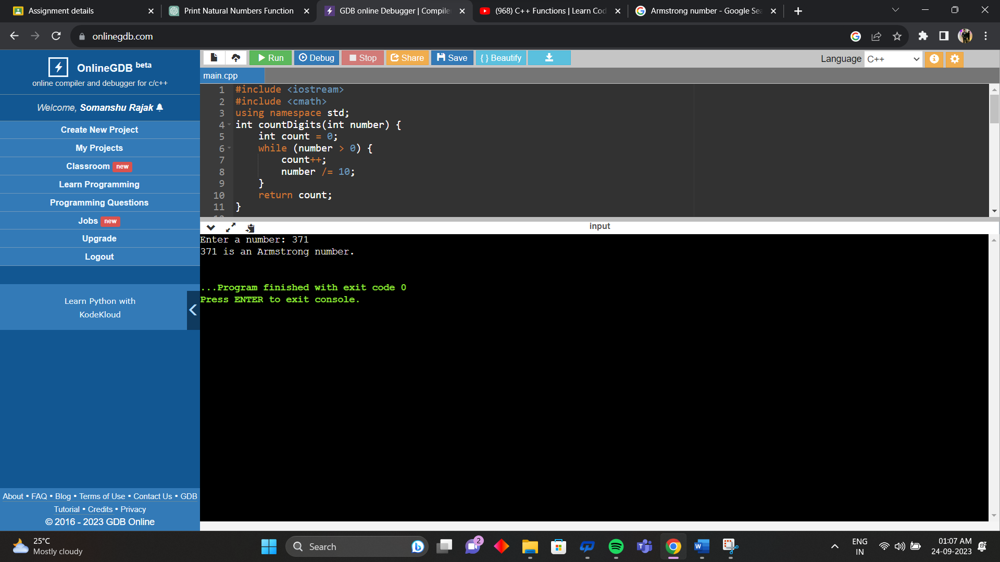 Assignment details
Print Natural Numbers Function
GDB online Debugger | Compile
(968) C++ Functions | Learn Cod
Armstrong number - Google Sea
onlinegdb.com
OnlineGDB beta
online compiler and debugger for c/c++
Welcome, Somanshu Rajak
Create New Project
My Projects
Classroom new
Learn Programming
Programming Questions
Jobs new
Upgrade
Logout
Learn Python with
KodeKloud
About • FAQ • Blog • Terms of Use • Contact Us • GDB
Tutorial • Credits • Privacy
© 2016 - 2023 GDB Online
Run
Debug
Stop
Share
Save
{ } Beautify
Language C++
main.cpp
1 #include <iostream>
2 #include <cmath>
3 using namespace std;
4 int countDigits(int number) {
5 int count = 0;
6 while (number > 0) {
7 count++;
8 number /= 10;
9 }
10 return count;
11 }
input
Enter a number: 371
371 is an Armstrong number.
...Program finished with exit code 0
Press ENTER to exit console.
25°C
Mostly cloudy
Search
2
ENG
IN
01:07 AM
24-09-2023